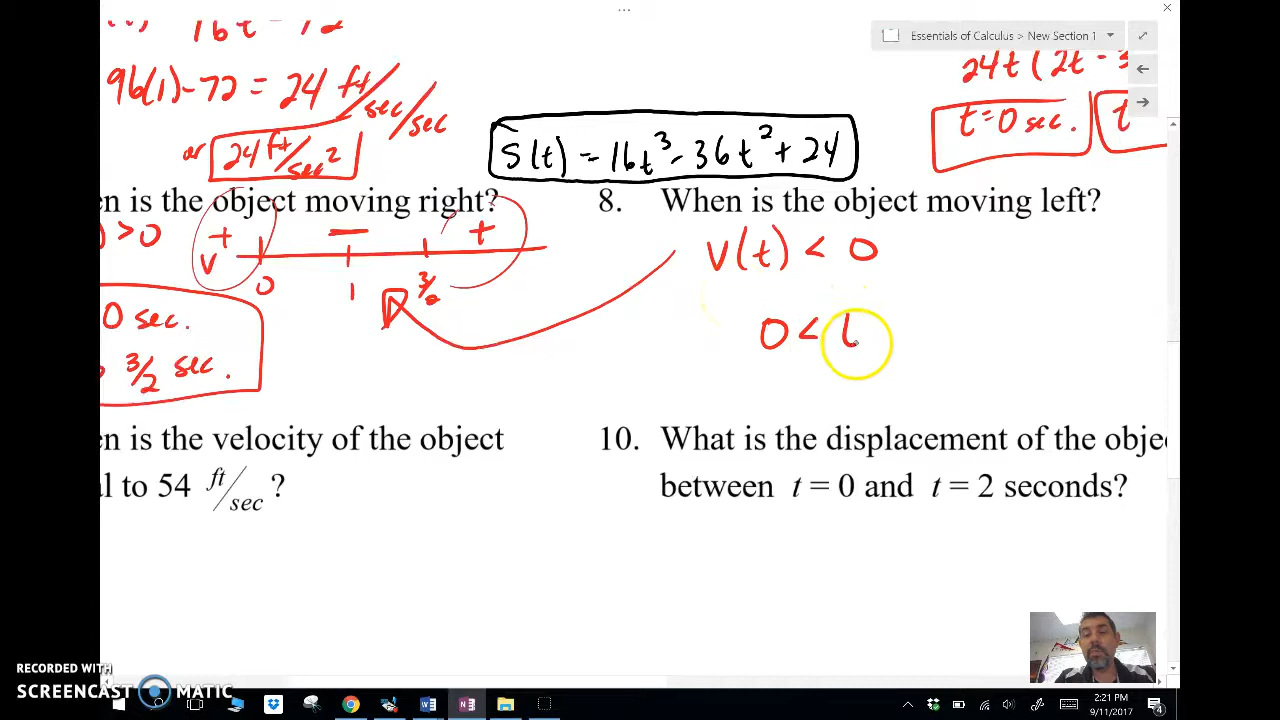 Essentials of Calculus > New Section 1
16t - 72
96(1) - 72 = 24 ft/sec/sec
or 24 ft/sec²
24t(2t - 3
t = 0 sec.
t
S(t) = 16t³ - 36t² + 24
en is the object moving right?
) > 0
+ − +
V
0 1 3/2
0 sec.
3/2 sec.
8. When is the object moving left?
v(t) < 0
0 <
en is the velocity of the object
al to 54 ft/sec ?
10. What is the displacement of the objec
between t = 0 and t = 2 seconds?
RECORDED WITH
SCREENCAST MATIC
2:21 PM
9/11/2017
4